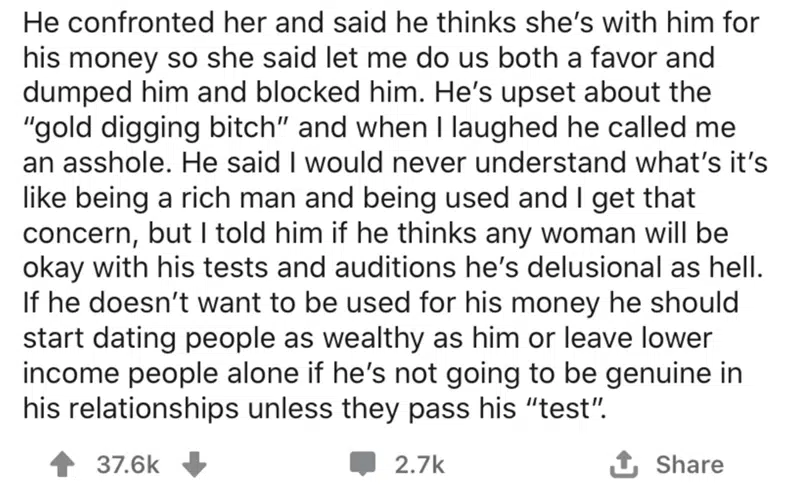 He confronted her and said he thinks she’s with him for
his money so she said let me do us both a favor and
dumped him and blocked him. He’s upset about the
“gold digging bitch” and when I laughed he called me
an asshole. He said I would never understand what’s it’s
like being a rich man and being used and I get that
concern, but I told him if he thinks any woman will be
okay with his tests and auditions he’s delusional as hell.
If he doesn’t want to be used for his money he should
start dating people as wealthy as him or leave lower
income people alone if he’s not going to be genuine in
his relationships unless they pass his “test”.
37.6k 2.7k Share